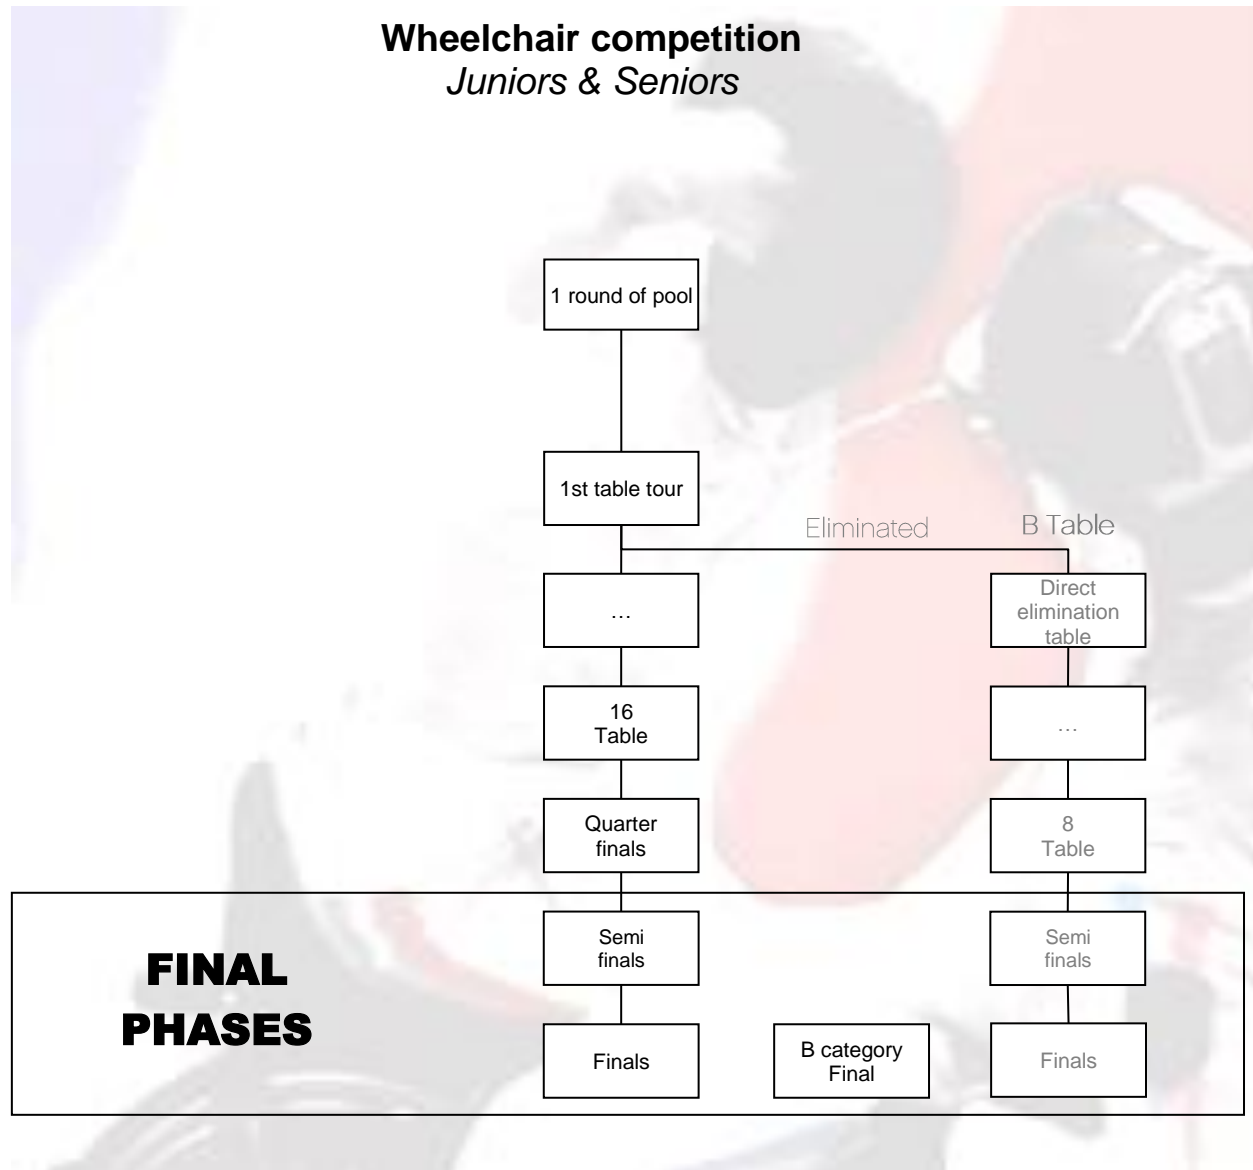 Wheelchair competition
Juniors & Seniors
1 round of pool
1st table tour
Eliminated
B Table
…
Direct
elimination
table
16
Table
…
Quarter
finals
8
Table
FINAL
PHASES
Semi
finals
Semi
finals
Finals
B category
Final
Finals